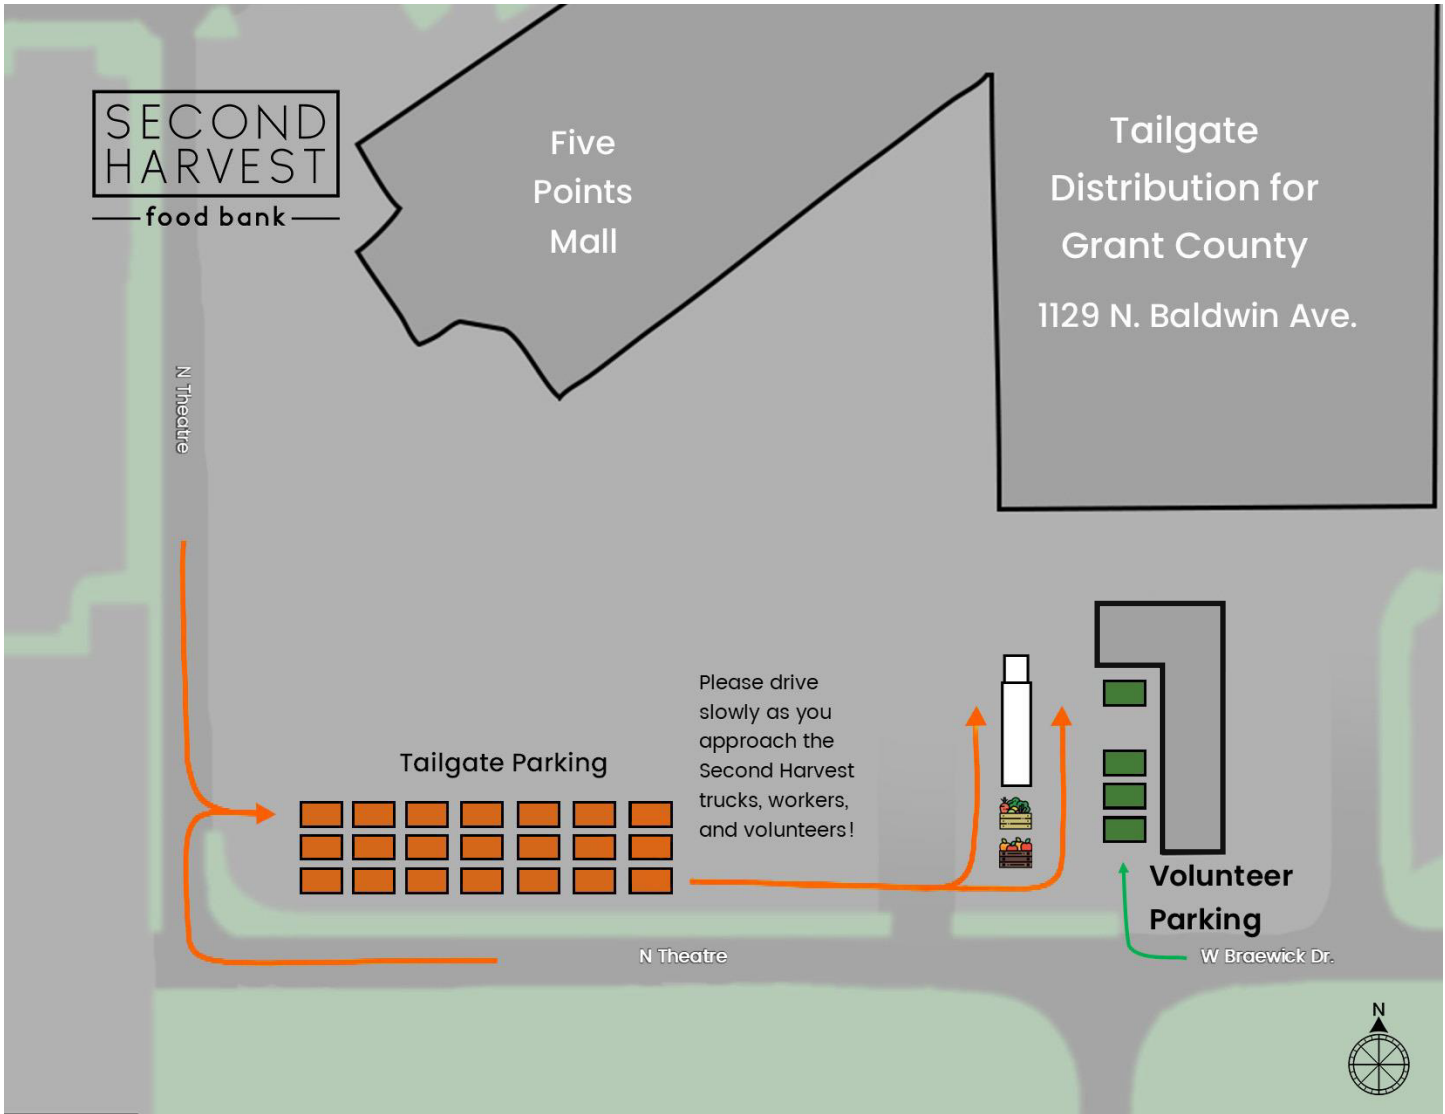 SECOND
HARVEST
food bank
Five
Points
Mall
Tailgate
Distribution for
Grant County
1129 N. Baldwin Ave.
N Theatre
Please drive
slowly as you
approach the
Second Harvest
trucks, workers,
and volunteers!
Tailgate Parking
Volunteer
Parking
N Theatre
W Braewick Dr.
N